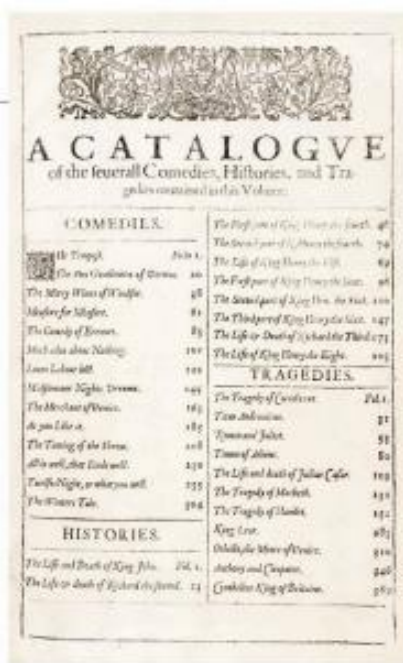 A CATALOGVE
of the seuerall Comedies, Histories, and Tra-
gedies contained in this Volume.
COMEDIES.
The Tempest. Folio 1.
The two Gentlemen of Verona. 20
The Merry Wiues of Windsor. 38
Measure for Measure. 61
The Comedy of Errours. 85
Much adoo about Nothing. 101
Loues Labour lost. 122
Midsommer Nights Dreame. 145
The Merchant of Venice. 163
As you Like it. 185
The Taming of the Shrew. 208
All is well, that Ends well. 230
Twelfe-Night, or what you will. 255
The Winters Tale. 304
HISTORIES.
The Life and Death of King John. Fol. 1.
The Life & death of Richard the second. 23
The First part of King Henry the fourth. 46
The Second part of K. Henry the fourth. 74
The Life of King Henry the Fift. 69
The First part of King Henry the Sixt. 96
The Second part of King Hen. the Sixt. 120
The Third part of King Henry the Sixt. 147
The Life & Death of Richard the Third. 173
The Life of King Henry the Eight. 205
TRAGEDIES.
The Tragedy of Coriolanus. Fol. 1.
Titus Andronicus. 31
Romeo and Juliet. 53
Timon of Athens. 80
The Life and death of Julius Cæsar. 109
The Tragedy of Macbeth. 131
The Tragedy of Hamlet. 152
King Lear. 283
Othello, the Moore of Venice. 310
Anthony and Cleopater. 346
Cymbeline King of Britaine. 369